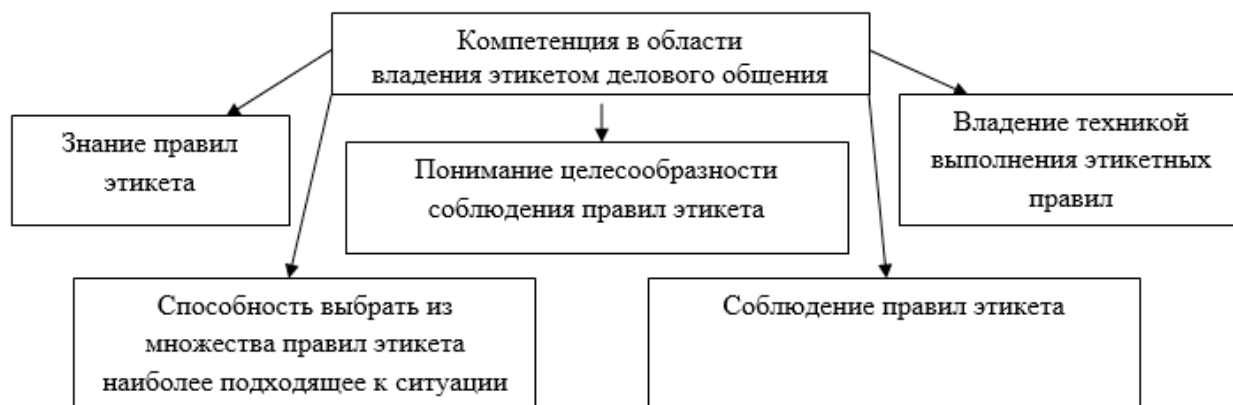 Компетенция в области
владения этикетом делового общения
Знание правил
этикета
Понимание целесообразности
соблюдения правил этикета
Владение техникой
выполнения этикетных
правил
Способность выбрать из
множества правил этикета
наиболее подходящее к ситуации
Соблюдение правил этикета